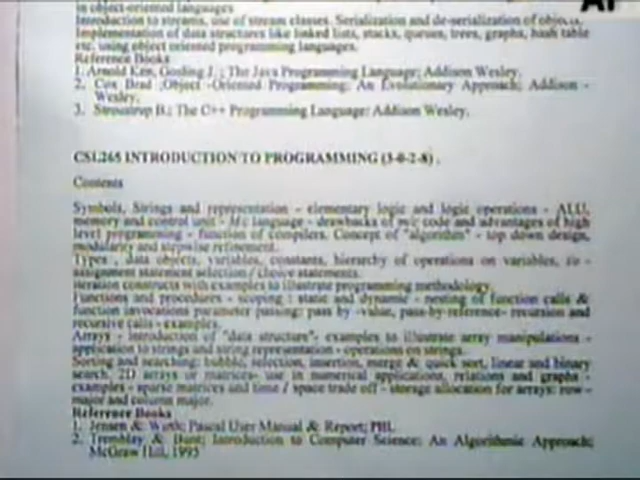 in object-oriented languages
Introduction to streams, use of stream classes. Serialization and de-serialization of objects.
Implementation of data structures like linked lists, stacks, queues, trees, graphs, hash table
etc. using object oriented programming languages.
Reference Books
1. Arnold Ken, Gosling J. ; The Java Programming Language; Addison Wesley.
2. Cox Brad ;Object -Oriented Programming; An Evolutionary Approach; Addison -
Wesley.
3. Stroustrup B.; The C++ Programming Language; Addison Wesley.
CSL265 INTRODUCTION TO PROGRAMMING (3-0-2-8) .
Contents
Symbols, Strings and representation - elementary logic and logic operations - ALU,
memory and control unit - M/c language - drawbacks of m/c code and advantages of high
level programming - function of compilers. Concept of "algorithm" - top down design,
modularity and stepwise refinement.
Types , data objects, variables, constants, hierarchy of operations on variables,
assignment statement selection / choice statements.
Iteration constructs with examples to illustrate programming methodology.
Functions and procedures - scoping : static and dynamic - nesting of function calls &
function invocations parameter passing: pass by -value, pass-by-reference- recursion and
recursive calls - examples.
Arrays - introduction of "data structure"- examples to illustrate array manipulations -
application to strings and string representation - operations on strings.
Sorting and searching: bubble, selection, insertion, merge & quick sort, linear and binary
search, 2D arrays or matrices- use in numerical applications, relations and graphs -
examples - sparse matrices and time / space trade off - storage allocation for arrays: row -
major and column major.
Reference Books
1. Jensen & Wirth; Pascal User Manual & Report; PHI.
2. Tremblay & Bunt; Introduction to Computer Science: An Algorithmic Approach;
McGraw Hill, 1995